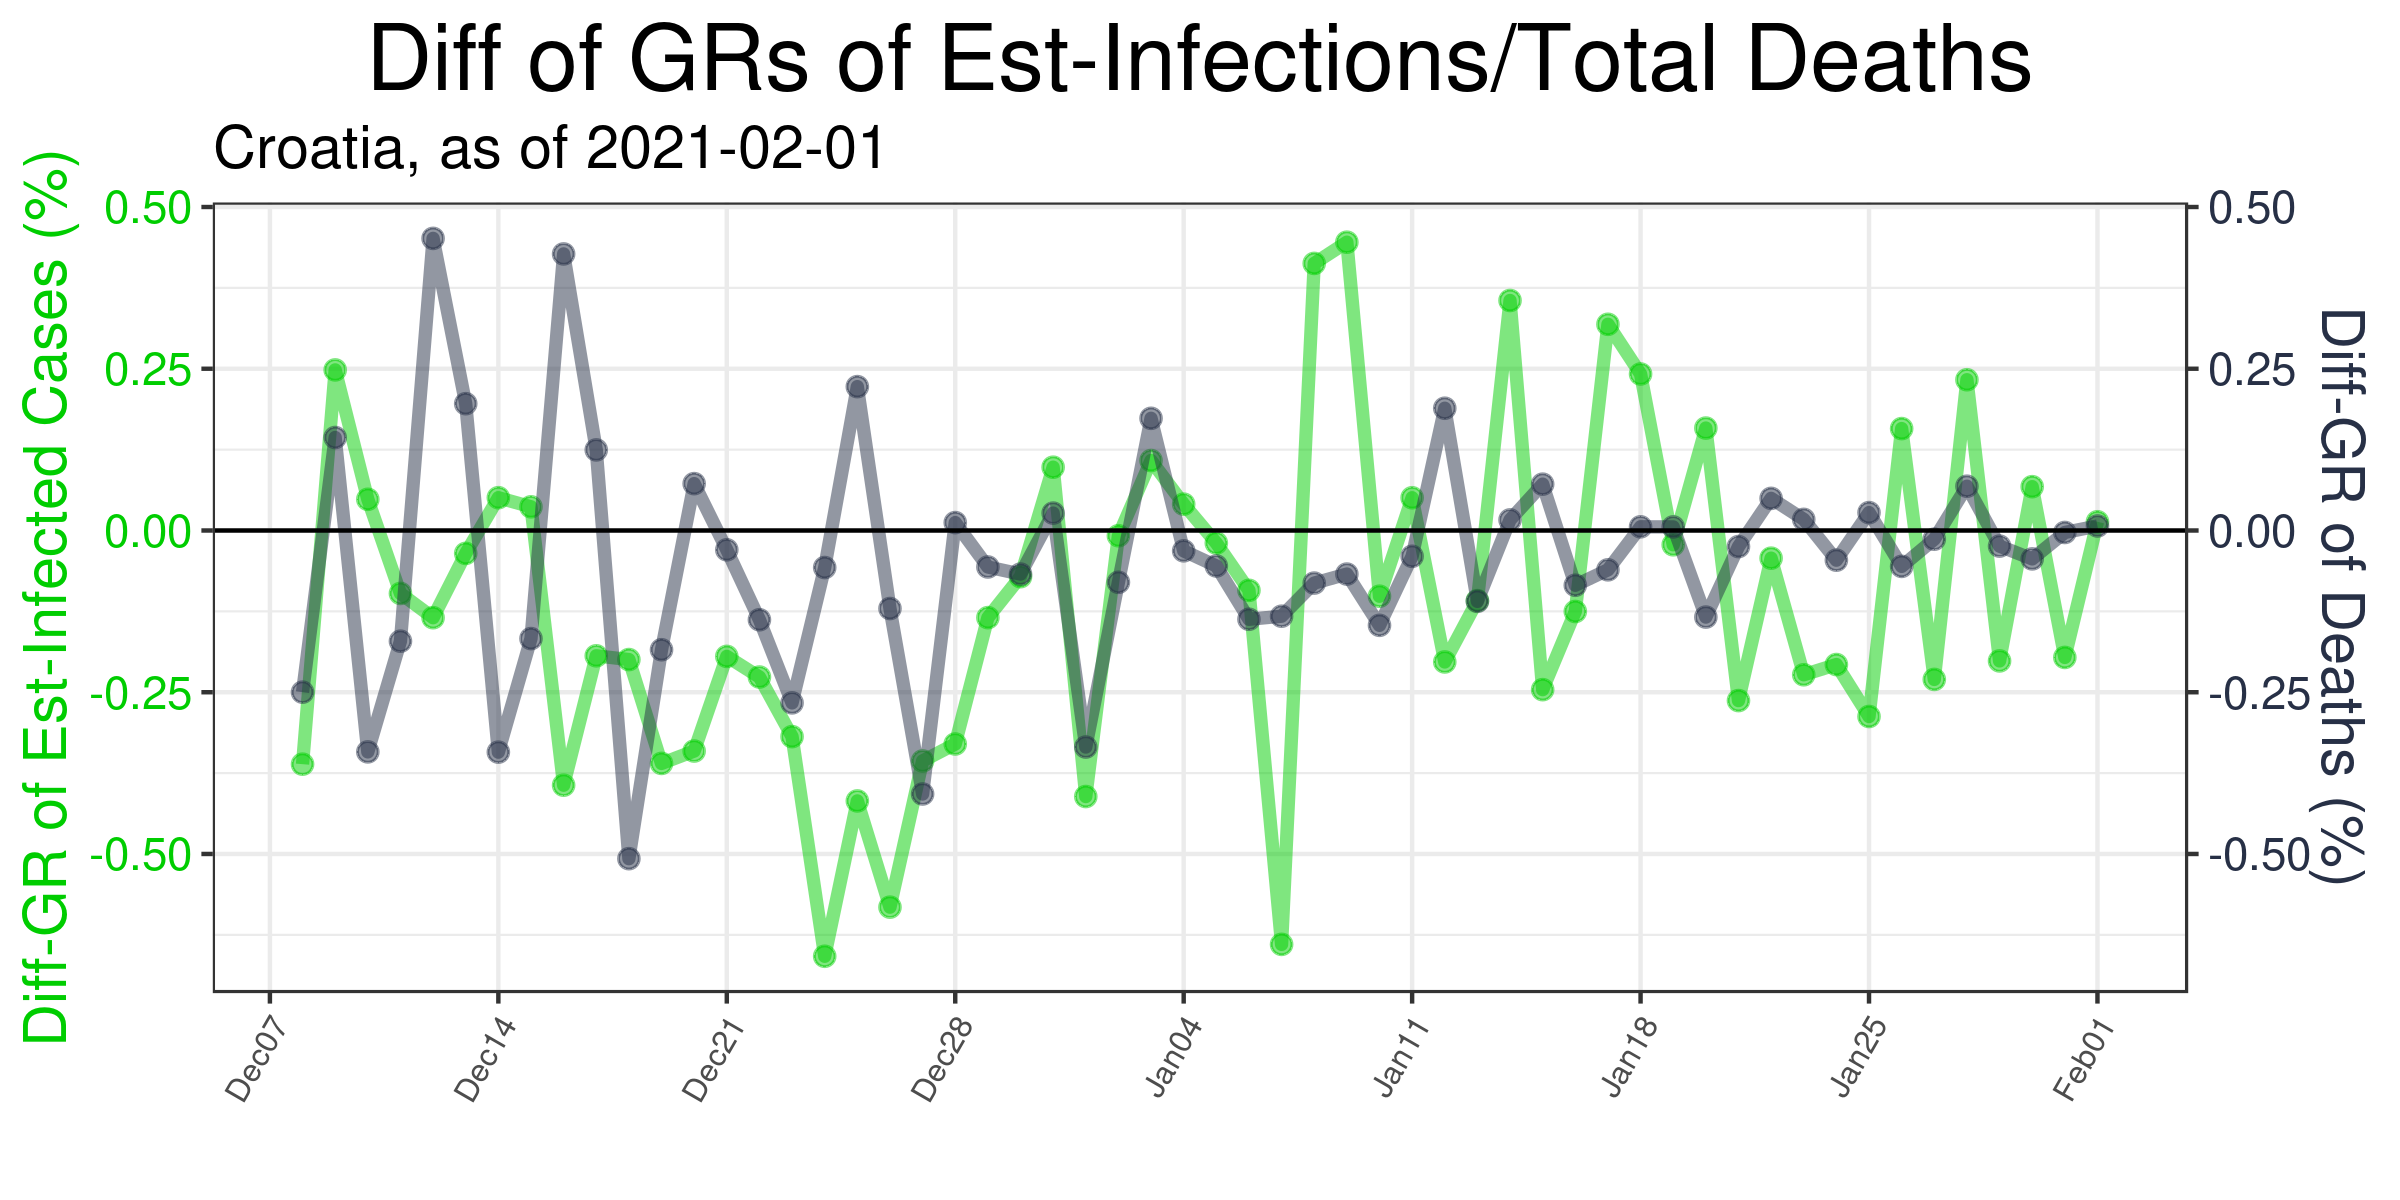 Diff of GRs of Est-Infections/Total Deaths
Croatia, as of 2021-02-01
Diff-GR of Est-Infected Cases (%)
0.50
0.25
0.00
-0.25
-0.50
0.50
0.25
0.00
-0.25
-0.50
Diff-GR of Deaths (%)
Dec07
Dec14
Dec21
Dec28
Jan04
Jan11
Jan18
Jan25
Feb01